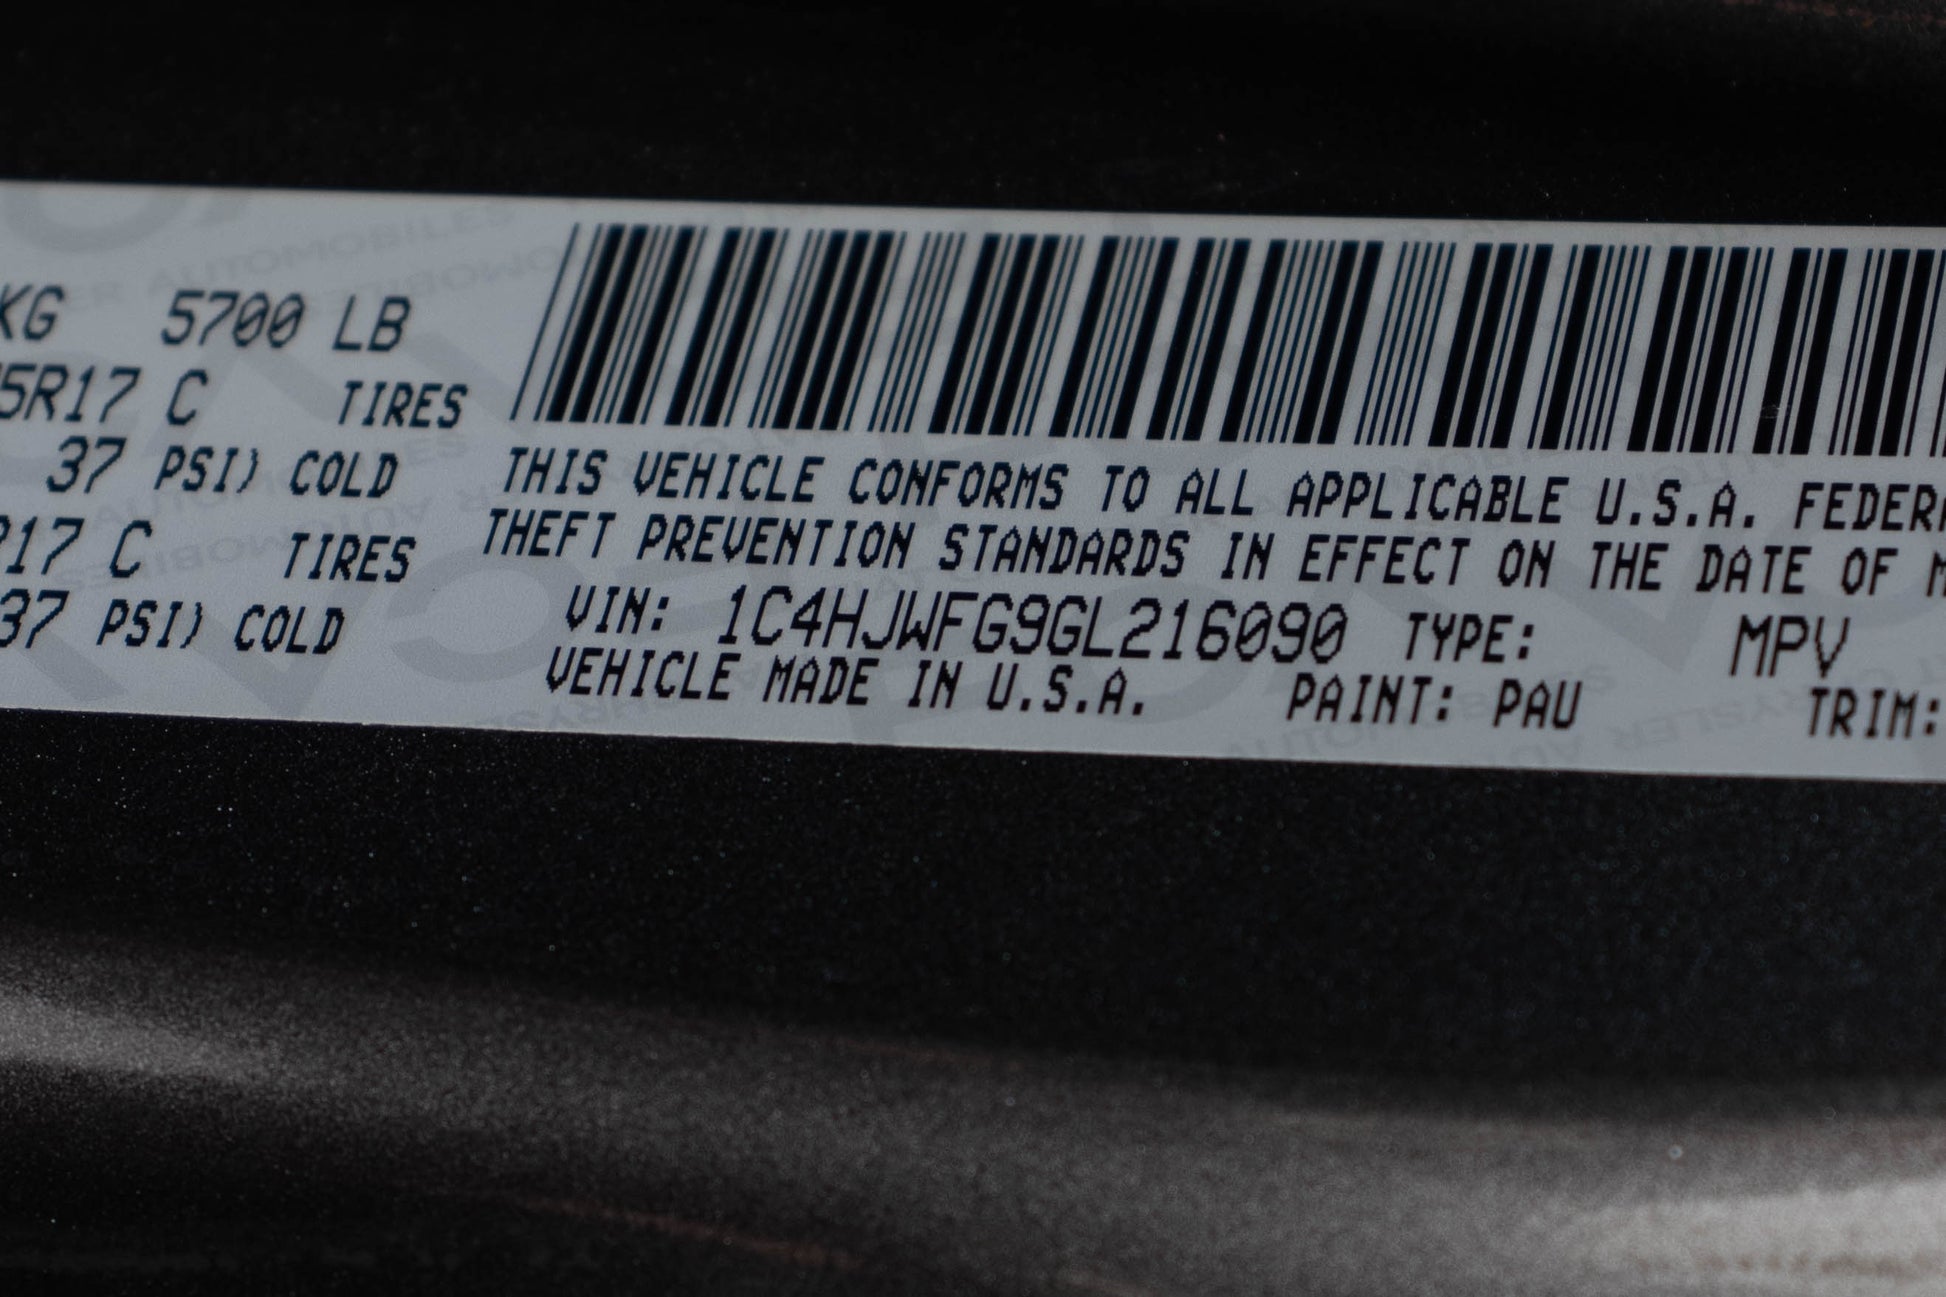 KG 5700 LB
5R17 C TIRES
37 PSI) COLD
R17 C TIRES
37 PSI) COLD
THIS VEHICLE CONFORMS TO ALL APPLICABLE U.S.A. FEDERA
THEFT PREVENTION STANDARDS IN EFFECT ON THE DATE OF M
VIN: 1C4HJWFG9GL216090 TYPE: MPV
VEHICLE MADE IN U.S.A. PAINT: PAU TRIM: